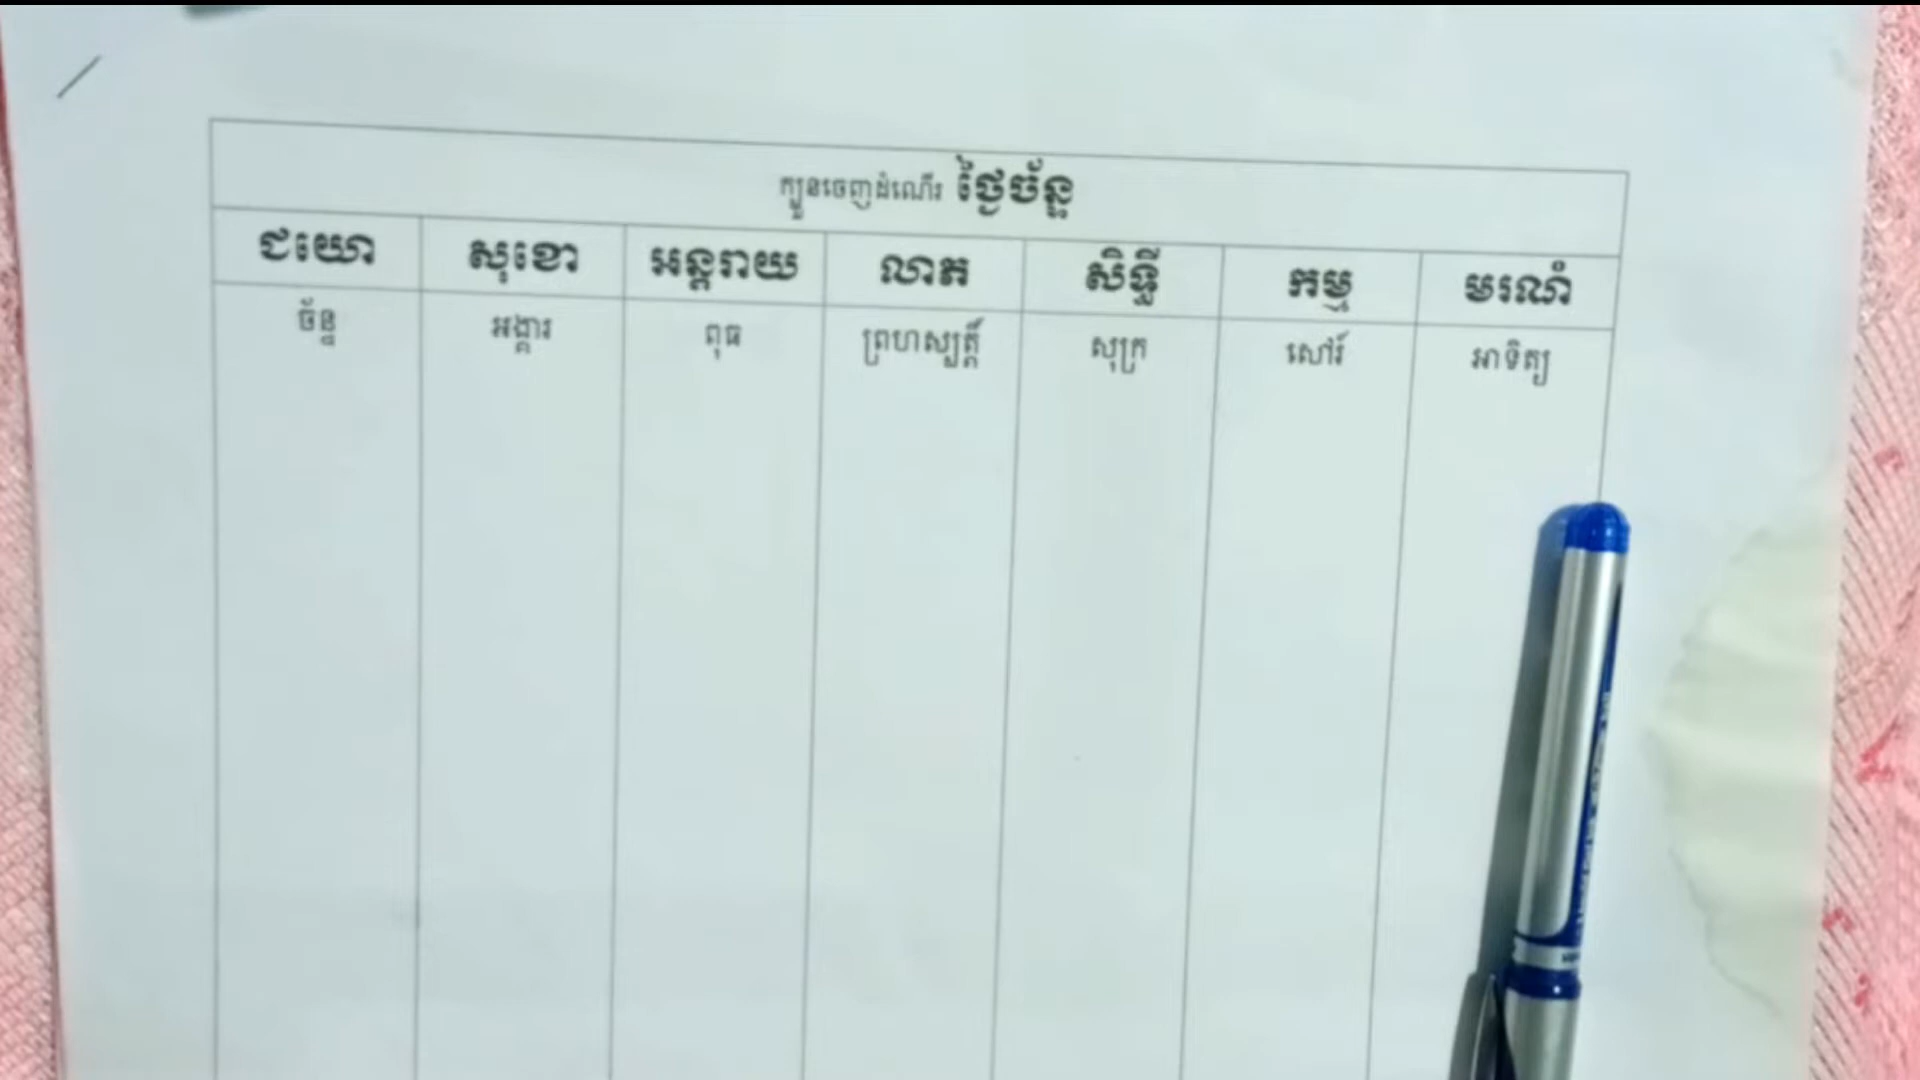 ក្បួនចេញដំណើរ ថ្ងៃច័ន្ទ
ជយោ សុខោ អន្តរាយ លាភ សិទ្ធី កម្ម មរណំ
ច័ន្ទ អង្គារ ពុធ ព្រហស្បត្តិ៍ សុក្រ សៅរ៍ អាទិត្យ